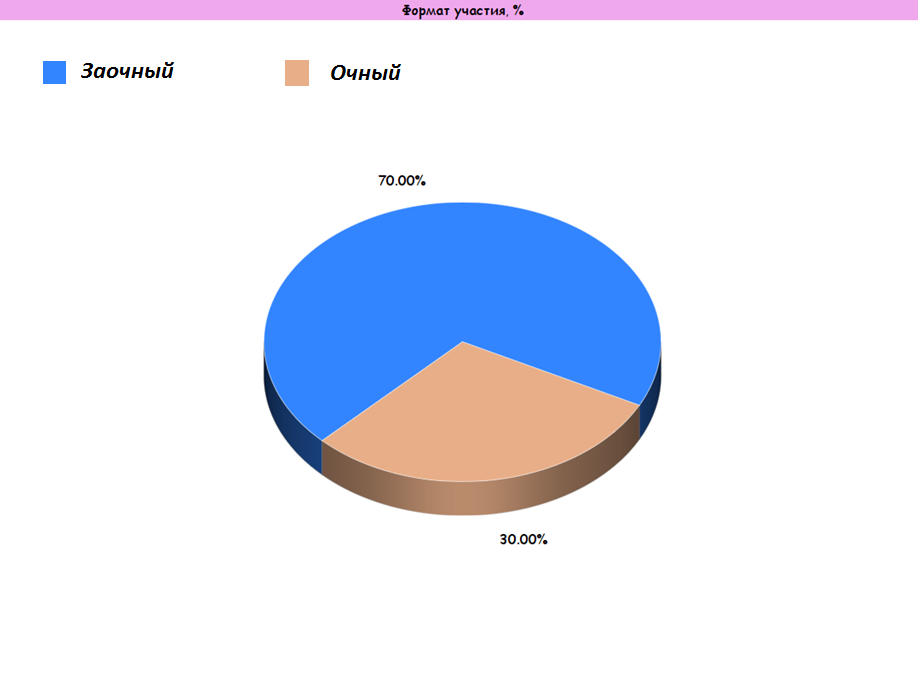 Формат участия, %
Заочный
Очный
70.00%
30.00%